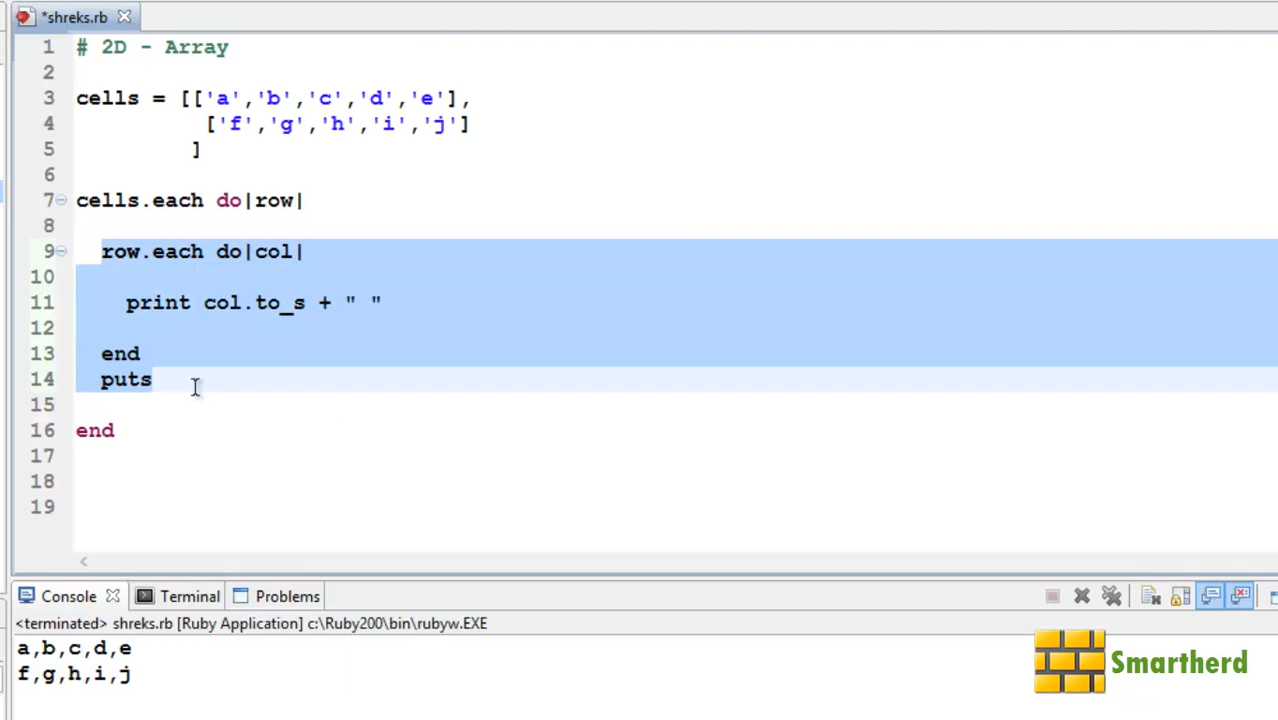 *shreks.rb
1 # 2D - Array
2
3 cells = [['a','b','c','d','e'],
4 ['f','g','h','i','j']
5 ]
6
7 cells.each do|row|
8
9 row.each do|col|
10
11 print col.to_s + " "
12
13 end
14 puts
15
16 end
17
18
19
Console Terminal Problems
<terminated> shreks.rb [Ruby Application] c:\Ruby200\bin\rubyw.EXE
a,b,c,d,e
f,g,h,i,j
Smartherd